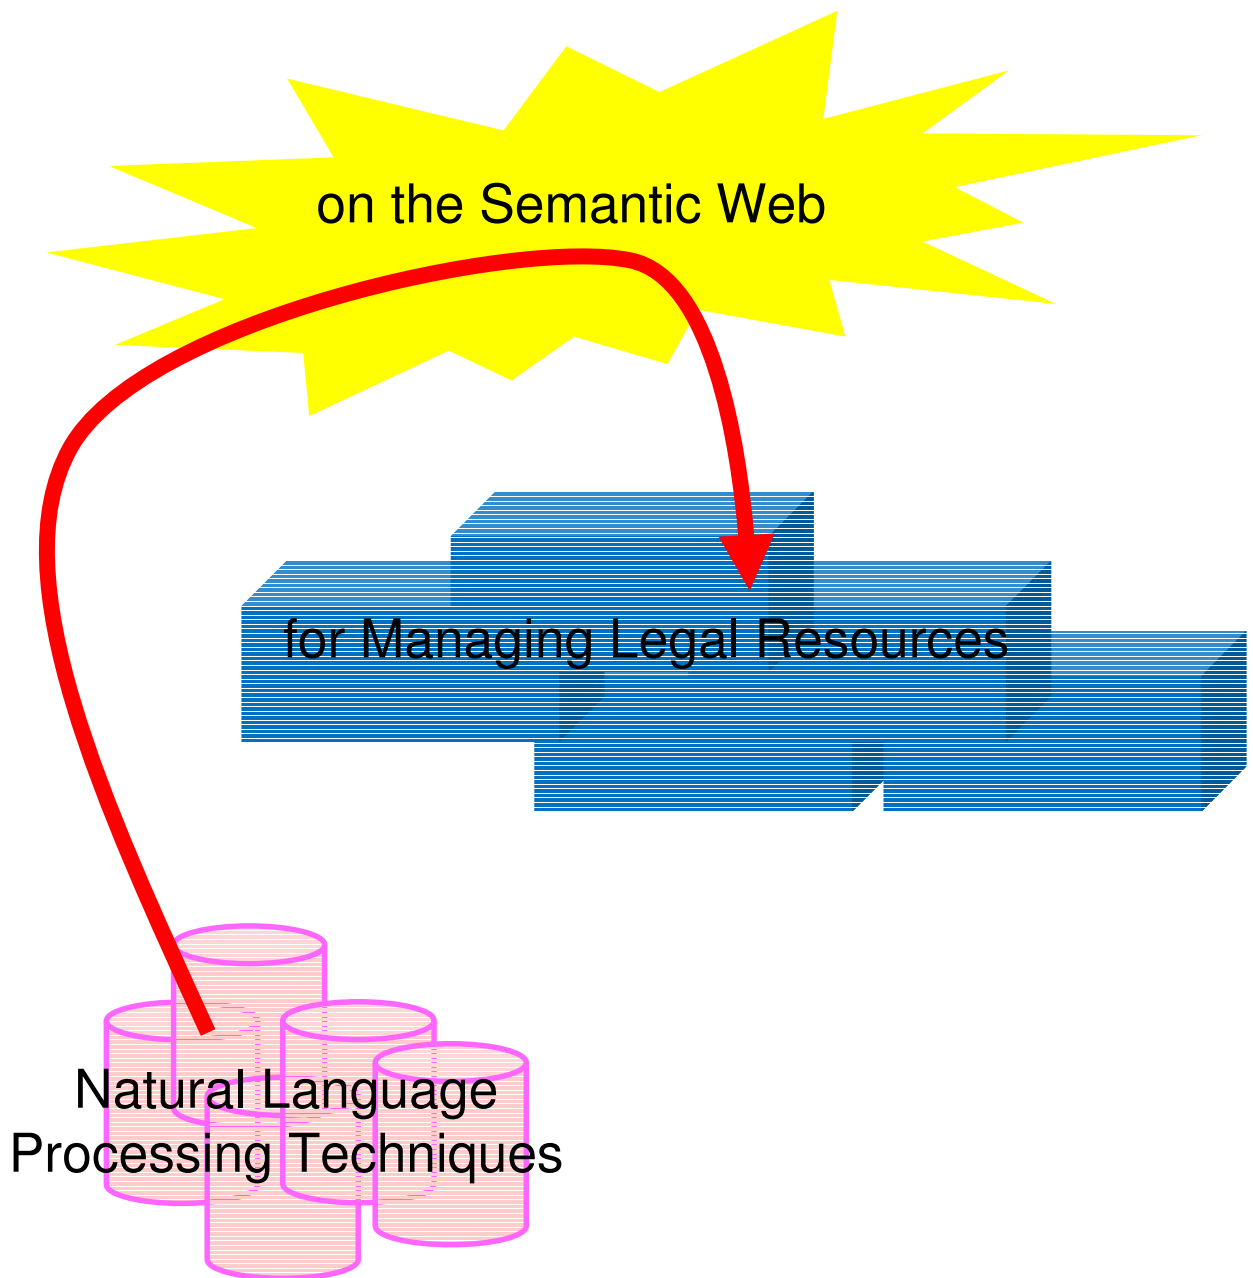 on the Semantic Web
for Managing Legal Resources
Natural Language
Processing Techniques